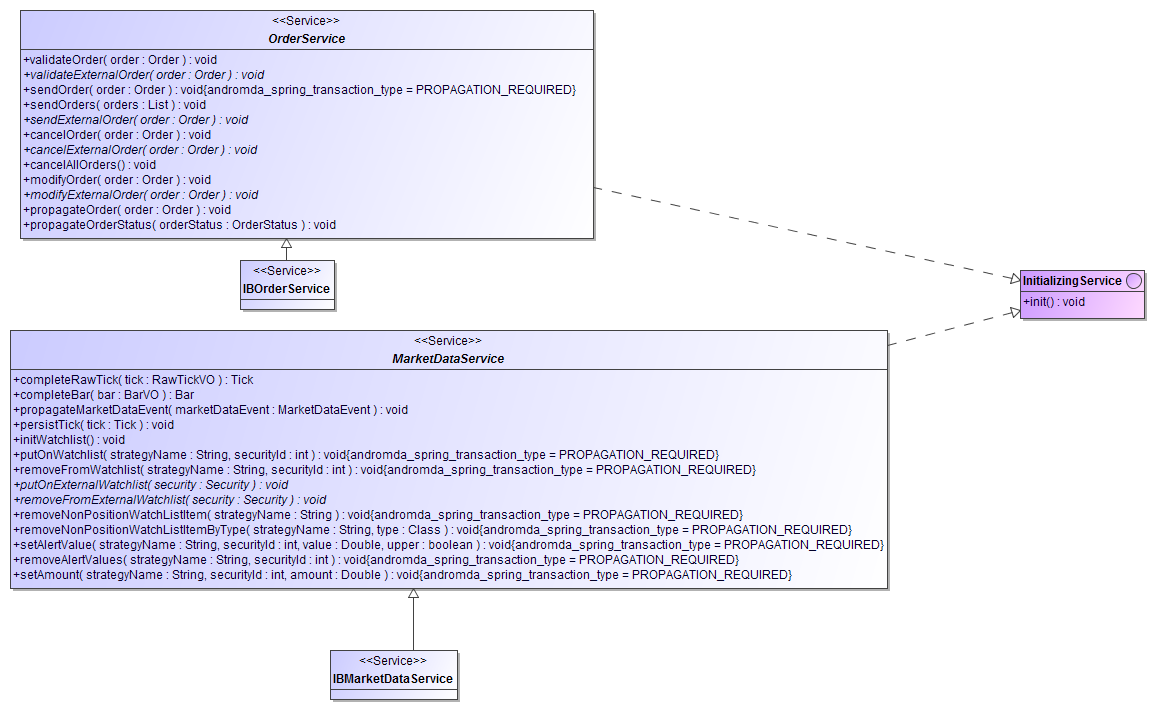 <<Service>>
OrderService
+validateOrder( order : Order ) : void
+validateExternalOrder( order : Order ) : void
+sendOrder( order : Order ) : void{andromda_spring_transaction_type = PROPAGATION_REQUIRED}
+sendOrders( orders : List ) : void
+sendExternalOrder( order : Order ) : void
+cancelOrder( order : Order ) : void
+cancelExternalOrder( order : Order ) : void
+cancelAllOrders() : void
+modifyOrder( order : Order ) : void
+modifyExternalOrder( order : Order ) : void
+propagateOrder( order : Order ) : void
+propagateOrderStatus( orderStatus : OrderStatus ) : void
<<Service>>
IBOrderService
InitializingService
+init() : void
<<Service>>
MarketDataService
+completeRawTick( tick : RawTickVO ) : Tick
+completeBar( bar : BarVO ) : Bar
+propagateMarketDataEvent( marketDataEvent : MarketDataEvent ) : void
+persistTick( tick : Tick ) : void
+initWatchlist() : void
+putOnWatchlist( strategyName : String, securityId : int ) : void{andromda_spring_transaction_type = PROPAGATION_REQUIRED}
+removeFromWatchlist( strategyName : String, securityId : int ) : void{andromda_spring_transaction_type = PROPAGATION_REQUIRED}
+putOnExternalWatchlist( security : Security ) : void
+removeFromExternalWatchlist( security : Security ) : void
+removeNonPositionWatchListItem( strategyName : String ) : void{andromda_spring_transaction_type = PROPAGATION_REQUIRED}
+removeNonPositionWatchListItemByType( strategyName : String, type : Class ) : void{andromda_spring_transaction_type = PROPAGATION_REQUIRED}
+setAlertValue( strategyName : String, securityId : int, value : Double, upper : boolean ) : void{andromda_spring_transaction_type = PROPAGATION_REQUIRED}
+removeAlertValues( strategyName : String, securityId : int ) : void{andromda_spring_transaction_type = PROPAGATION_REQUIRED}
+setAmount( strategyName : String, securityId : int, amount : Double ) : void{andromda_spring_transaction_type = PROPAGATION_REQUIRED}
<<Service>>
IBMarketDataService